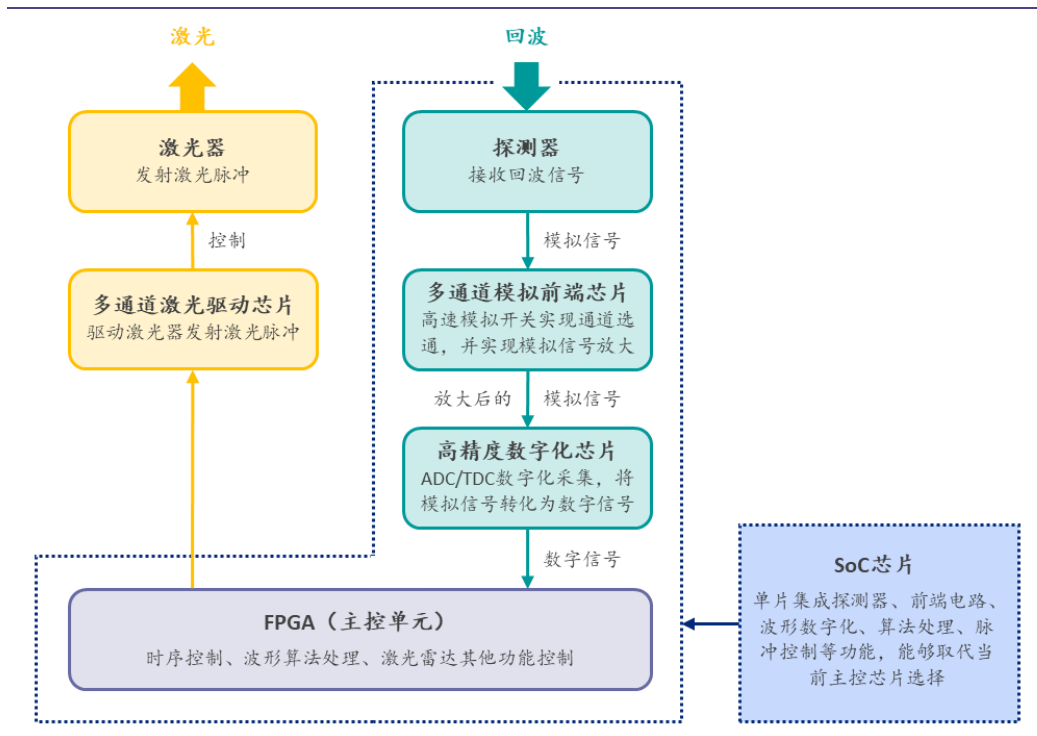 激光
回波
激光器
发射激光脉冲
探测器
接收回波信号
控制
模拟信号
多通道激光驱动芯片
驱动激光器发射激光脉冲
多通道模拟前端芯片
高速模拟开关实现通道选
通，并实现模拟信号放大
放大后的 模拟信号
高精度数字化芯片
ADC/TDC数字化采集，将
模拟信号转化为数字信号
数字信号
FPGA（主控单元）
时序控制、波形算法处理、激光雷达其他功能控制
SoC芯片
单片集成探测器、前端电路、
波形数字化、算法处理、脉
冲控制等功能，能够取代当
前主控芯片选择